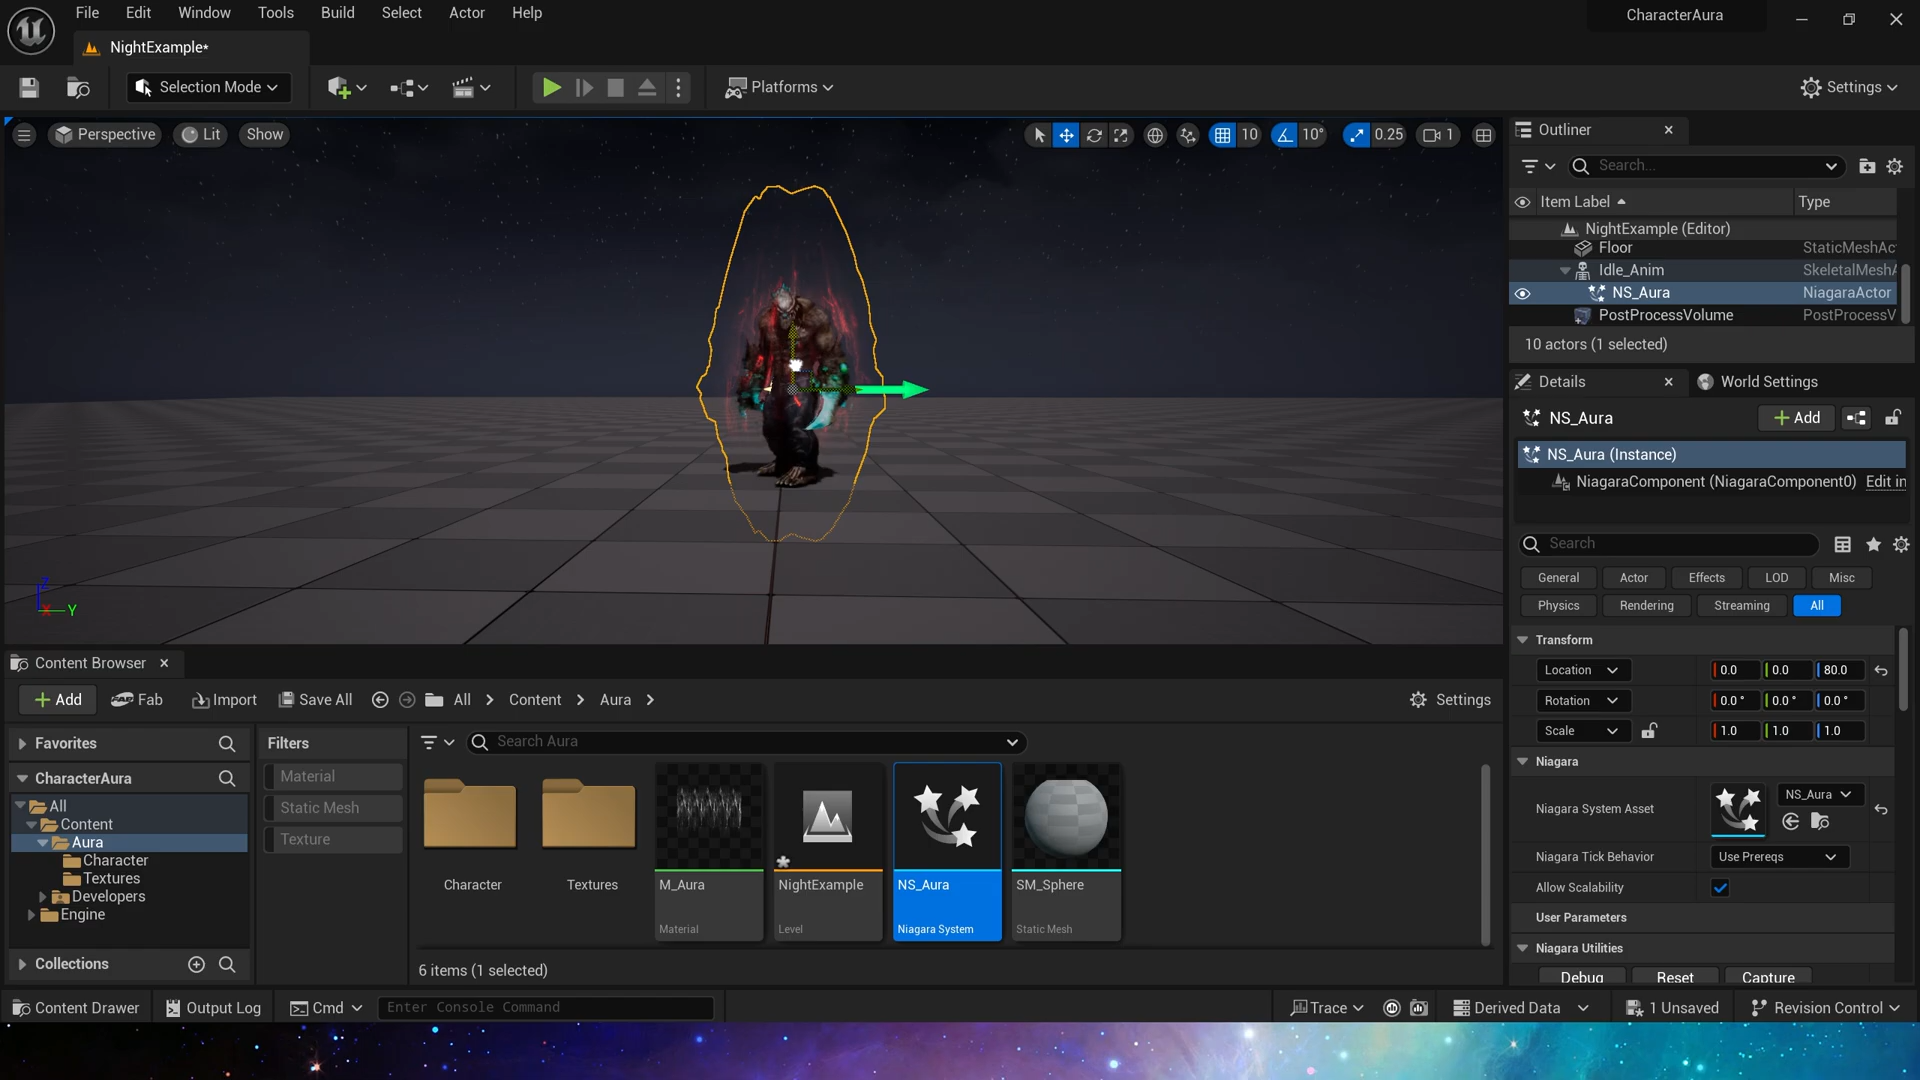 File Edit Window Tools Build Select Actor Help
CharacterAura
NightExample*
Selection Mode
Platforms
Settings
Perspective
Lit
Show
10
10°
0.25
1
Z
X
Y
Outliner
Search...
Item Label
Type
NightExample (Editor)
Floor StaticMeshAc
Idle_Anim SkeletalMeshA
NS_Aura NiagaraActor
PostProcessVolume PostProcessV
10 actors (1 selected)
Details
World Settings
NS_Aura
Add
NS_Aura (Instance)
NiagaraComponent (NiagaraComponent0) Edit in
Search
General Actor Effects LOD Misc
Physics Rendering Streaming All
Transform
Location 0.0 0.0 80.0
Rotation 0.0 ° 0.0 ° 0.0 °
Scale 1.0 1.0 1.0
Niagara
Niagara System Asset NS_Aura
Niagara Tick Behavior Use Prereqs
Allow Scalability
User Parameters
Niagara Utilities
Debug Reset Capture
Content Browser
Add Fab Import Save All All Content Aura Settings
Favorites
CharacterAura
All
Content
Aura
Character
Textures
Developers
Engine
Collections
Filters
Material
Static Mesh
Texture
Search Aura
Character
Textures
M_Aura
Material
NightExample
Level
NS_Aura
Niagara System
SM_Sphere
Static Mesh
6 items (1 selected)
Content Drawer Output Log Cmd Enter Console Command Trace Derived Data 1 Unsaved Revision Control